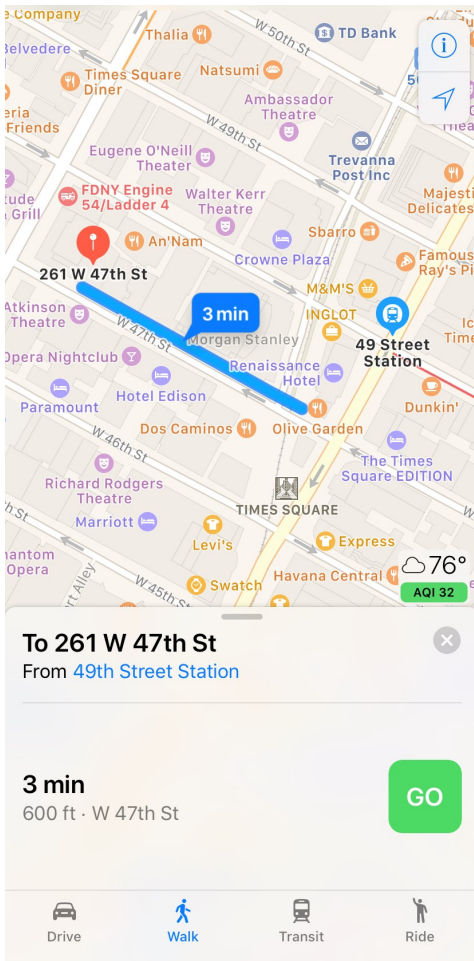 e Company
Thalia
W 50th St
TD Bank
Belvedere
Times Square
Diner
Natsumi
Ambassador
Theatre
W 49th St
Friends
Eugene O'Neill
Theater
Trevanna
Post Inc
FDNY Engine
54/Ladder 4
Walter Kerr
Theatre
& Grill
Majesti
Delicates
An'Nam
Sbarro
Crowne Plaza
Famous
Ray's Pi
261 W 47th St
M&M'S
3 min
INGLOT
Atkinson
Theatre
W 47th St
Morgan Stanley
49 Street
Station
Opera Nightclub
Renaissance
Hotel
Time
Hotel Edison
Dunkin'
Paramount
Dos Caminos
Olive Garden
W 46th St
The Times
Square EDITION
Richard Rodgers
Theatre
TIMES SQUARE
Marriott
Levi's
Express
hantom
Opera
76°
Havana Central
AQI 32
W 45th St
Swatch
rt Alley
To 261 W 47th St
From 49th Street Station
3 min
600 ft · W 47th St
GO
Drive
Walk
Transit
Ride